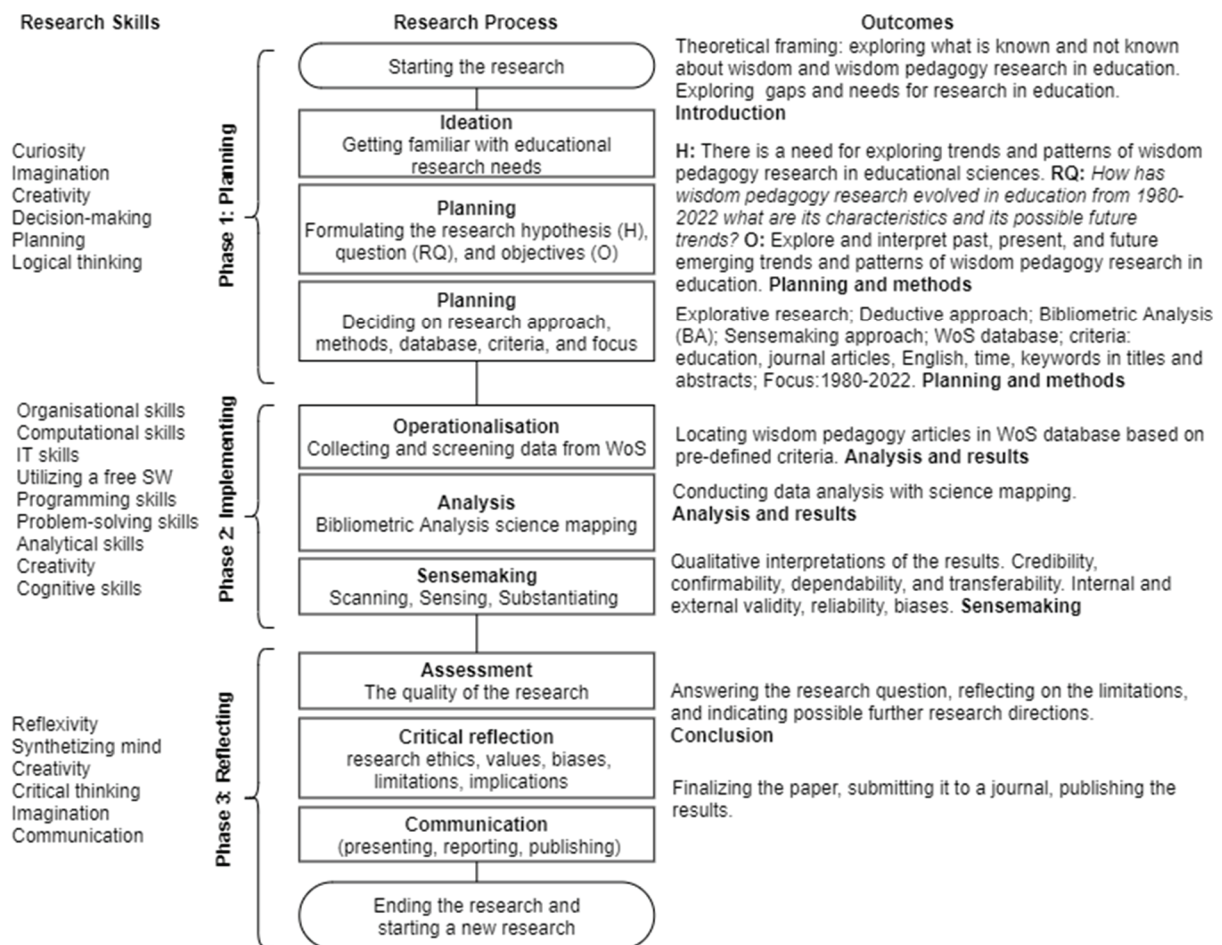 Research Skills
Research Process
Outcomes
Phase 1: Planning
Curiosity
Imagination
Creativity
Decision-making
Planning
Logical thinking
Starting the research
Ideation
Getting familiar with educational
research needs
Planning
Formulating the research hypothesis (H),
question (RQ), and objectives (O)
Planning
Deciding on research approach,
methods, database, criteria, and focus
Theoretical framing: exploring what is known and not known
about wisdom and wisdom pedagogy research in education.
Exploring gaps and needs for research in education.
Introduction
H: There is a need for exploring trends and patterns of wisdom
pedagogy research in educational sciences. RQ: How has
wisdom pedagogy research evolved in education from 1980-
2022 what are its characteristics and its possible future
trends? O: Explore and interpret past, present, and future
emerging trends and patterns of wisdom pedagogy research in
education. Planning and methods
Explorative research; Deductive approach; Bibliometric Analysis
(BA); Sensemaking approach; WoS database; criteria:
education, journal articles, English, time, keywords in titles and
abstracts; Focus:1980-2022. Planning and methods
Phase 2: Implementing
Organisational skills
Computational skills
IT skills
Utilizing a free SW
Programming skills
Problem-solving skills
Analytical skills
Creativity
Cognitive skills
Operationalisation
Collecting and screening data from WoS
Analysis
Bibliometric Analysis science mapping
Sensemaking
Scanning, Sensing, Substantiating
Locating wisdom pedagogy articles in WoS database based on
pre-defined criteria. Analysis and results
Conducting data analysis with science mapping.
Analysis and results
Qualitative interpretations of the results. Credibility,
confirmability, dependability, and transferability. Internal and
external validity, reliability, biases. Sensemaking
Phase 3: Reflecting
Reflexivity
Synthetizing mind
Creativity
Critical thinking
Imagination
Communication
Assessment
The quality of the research
Critical reflection
research ethics, values, biases,
limitations, implications
Communication
(presenting, reporting, publishing)
Ending the research and
starting a new research
Answering the research question, reflecting on the limitations,
and indicating possible further research directions.
Conclusion
Finalizing the paper, submitting it to a journal, publishing the
results.